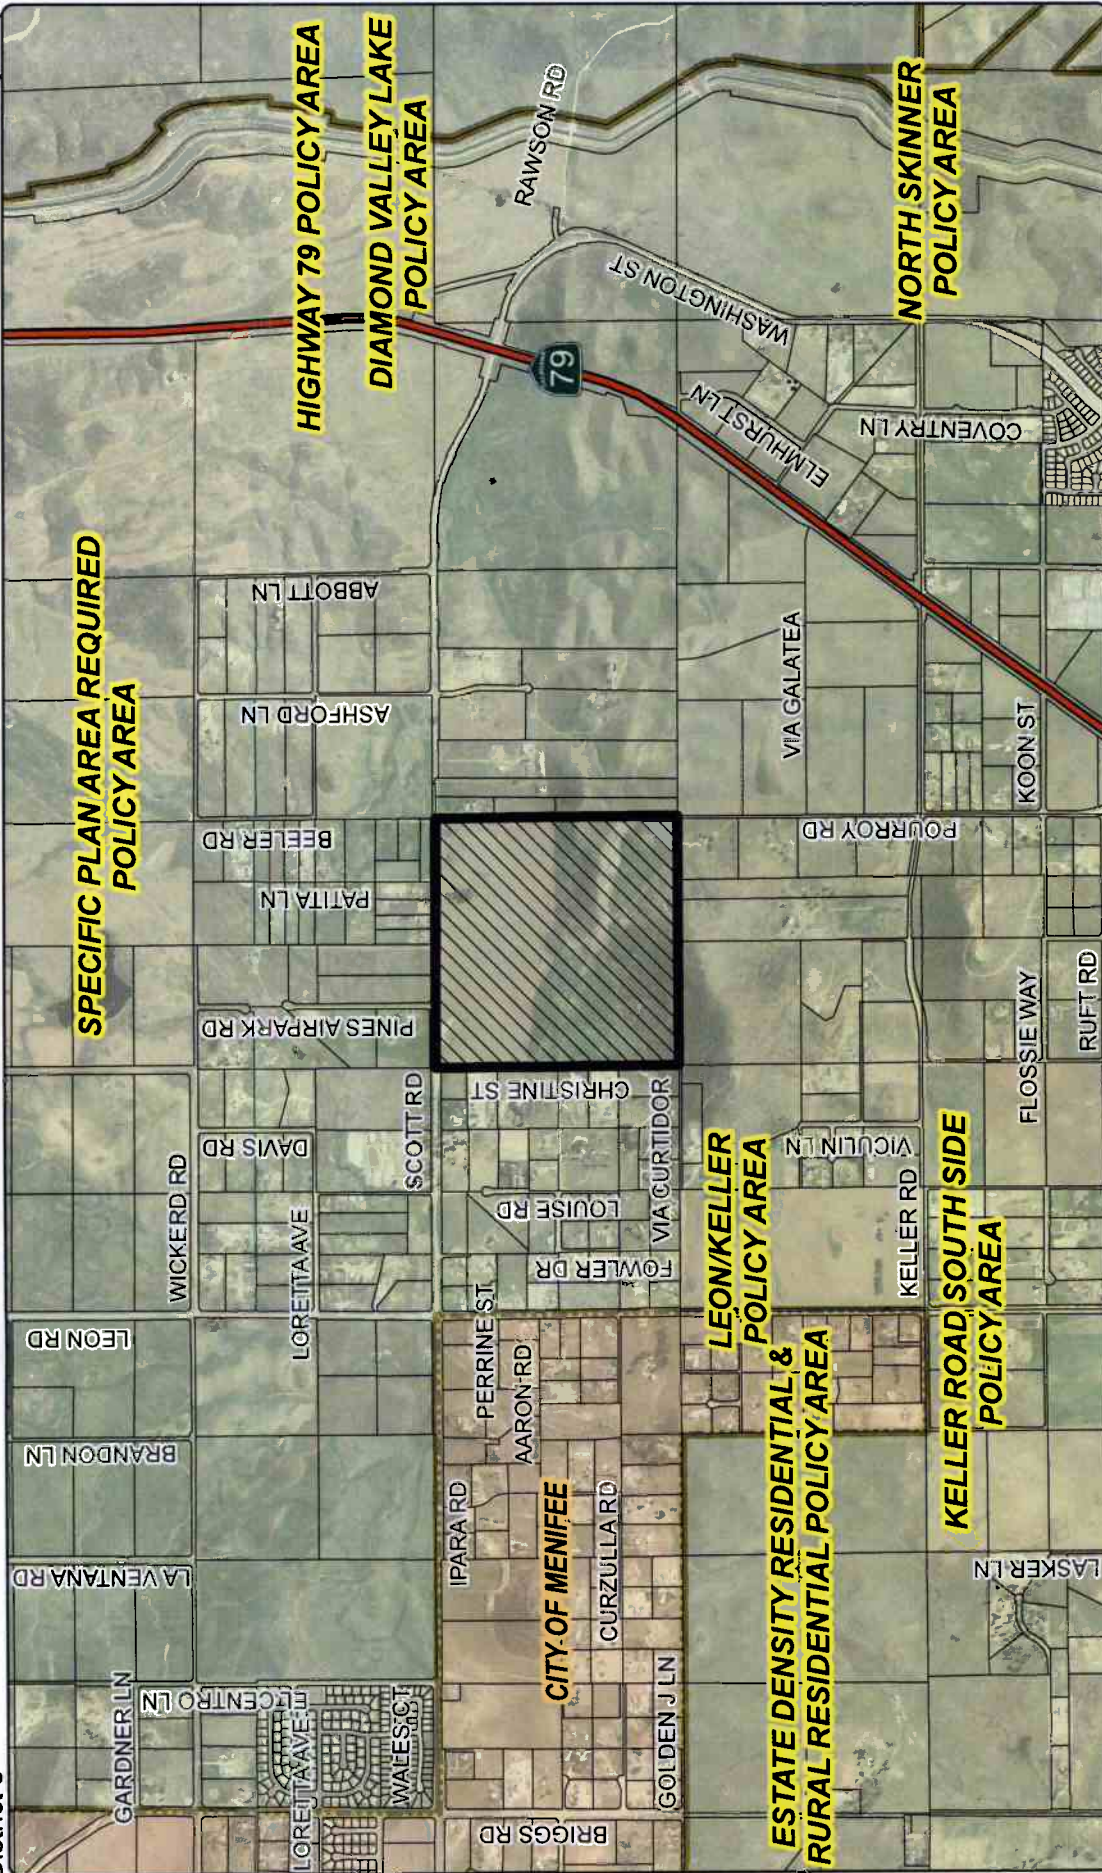 HIGHWAY 79 POLICY AREA
DIAMOND VALLEY LAKE
POLICY AREA
RAWSON RD
NORTH SKINNER
POLICY AREA
WASHINGTON ST
79
ELMHURST LN
COVENTRY LN
SPECIFIC PLAN AREA REQUIRED
POLICY AREA
ABBOTT LN
ASHFORD LN
VIA GALATEA
KOON ST
BEELER RD
PATITA LN
POURROY RD
PINES AIRPARK RD
FLOSSIE WAY
RUFT RD
SCOTT RD
CHRISTINE ST
VIA CURTIDOR
DAVIS RD
WICKERD RD
LOUISE RD
FOWLER DR
LORETTA AVE
VICULIN LN
KELLER RD
LEON/KELLER
POLICY AREA
KELLER ROAD SOUTH SIDE
POLICY AREA
LEON RD
PERRINE ST
AARON RD
BRANDON LN
IPARA RD
CITY OF MENIFEE
CURZULLA RD
ESTATE DENSITY RESIDENTIAL &
RURAL RESIDENTIAL POLICY AREA
LA VENTANA RD
LASKER LN
GARDNER LN
EL CENTRO LN
LORETTA AVE
WALES CT
GOLDEN J LN
BRIGGS RD